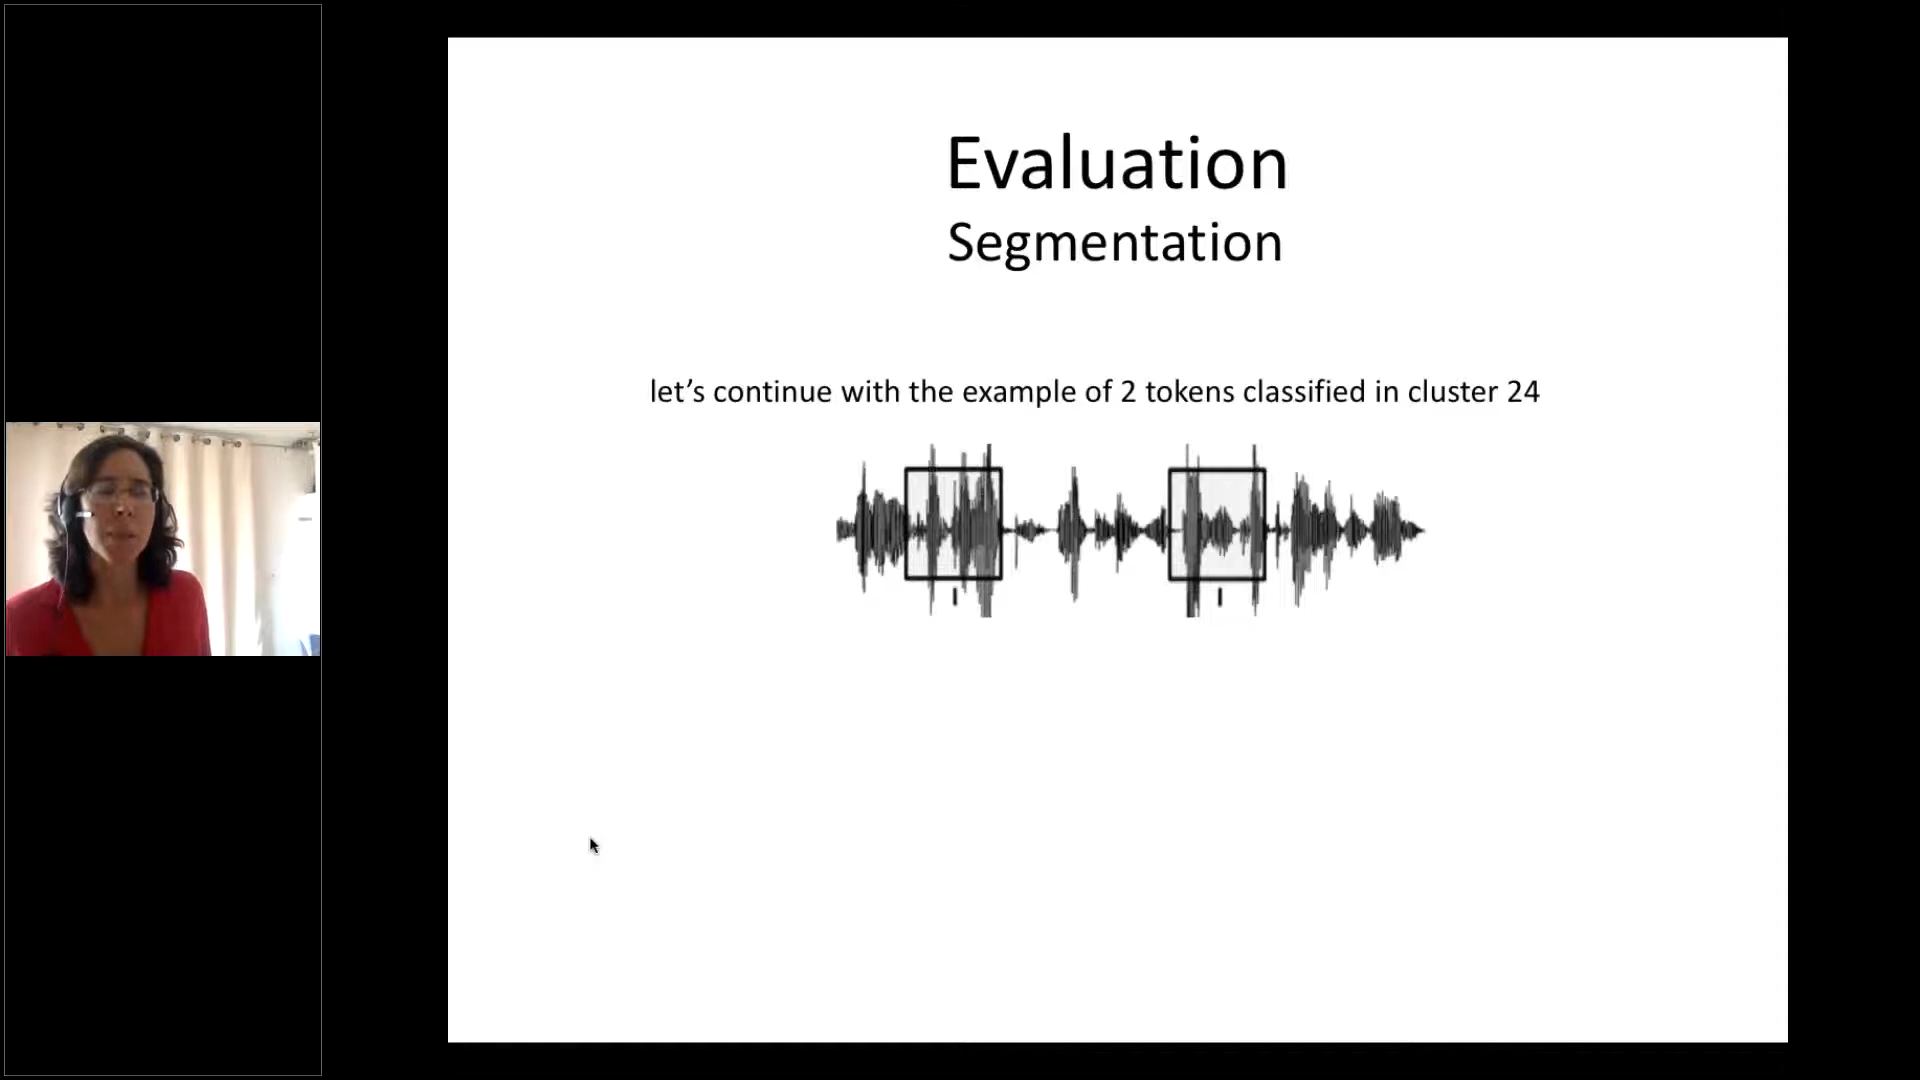 Evaluation
Segmentation
let’s continue with the example of 2 tokens classified in cluster 24